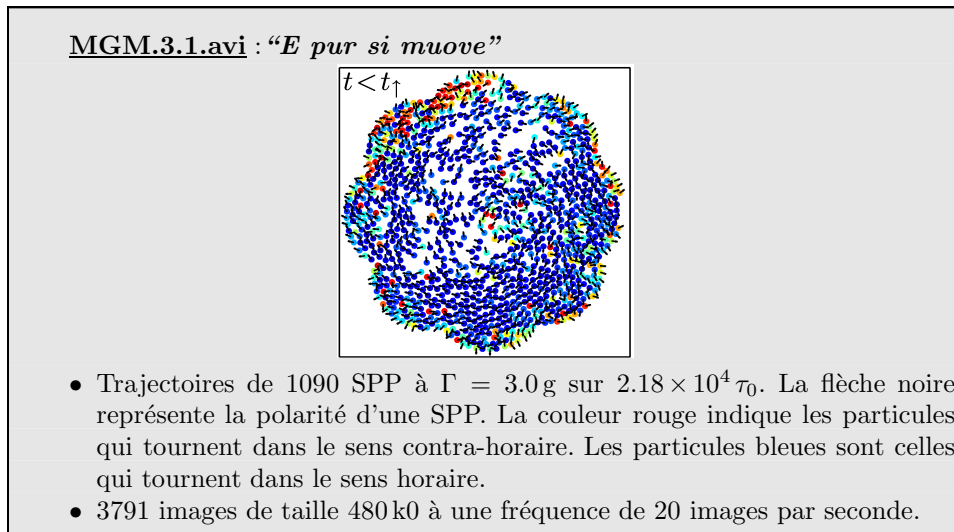 MGM.3.1.avi : “E pur si muove”
t < t↑
• Trajectoires de 1090 SPP à Γ = 3.0 g sur 2.18 × 10⁴ τ₀. La flèche noire
représente la polarité d’une SPP. La couleur rouge indique les particules
qui tournent dans le sens contra-horaire. Les particules bleues sont celles
qui tournent dans le sens horaire.
• 3791 images de taille 480 k0 à une fréquence de 20 images par seconde.